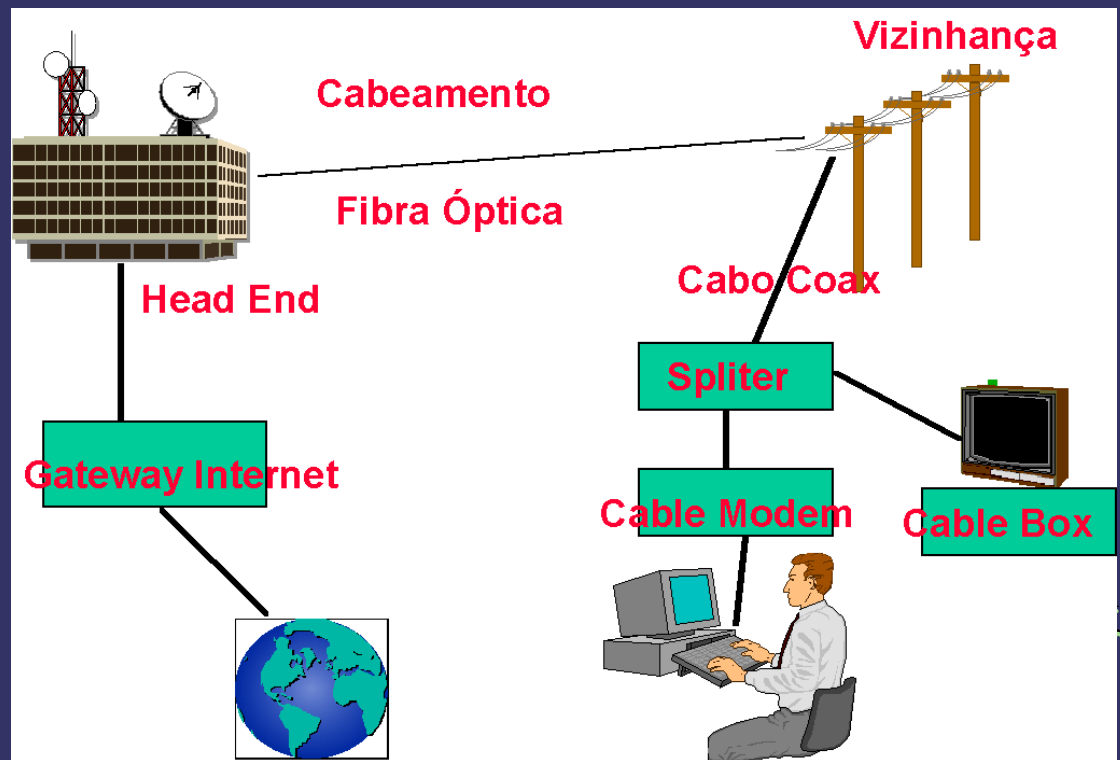 Vizinhança
Cabeamento
Fibra Óptica
Cabo Coax
Head End
Spliter
Gateway Internet
Cable Modem
Cable Box